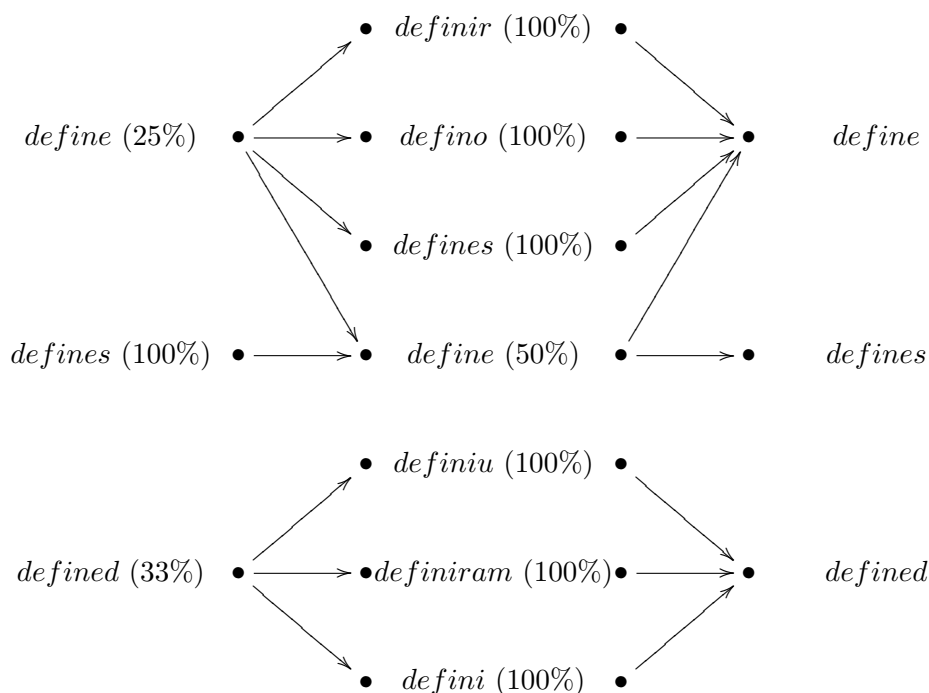 definir (100%)
define (25%) defino (100%) define
defines (100%)
defines (100%) define (50%) defines
definiu (100%)
defined (33%) definiram (100%) defined
defini (100%)